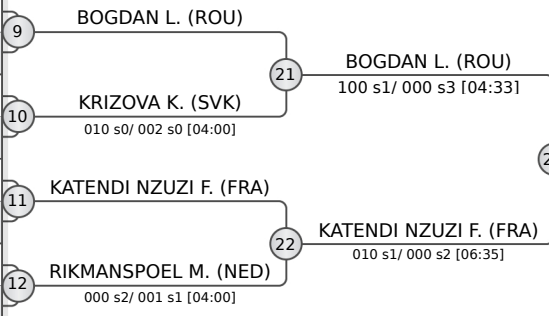 BOGDAN L. (ROU)
9
BOGDAN L. (ROU)
21
100 s1/ 000 s3 [04:33]
KRIZOVA K. (SVK)
10
010 s0/ 002 s0 [04:00]
KATENDI NZUZI F. (FRA)
11
KATENDI NZUZI F. (FRA)
22
010 s1/ 000 s2 [06:35]
RIKMANSPOEL M. (NED)
12
000 s2/ 001 s1 [04:00]